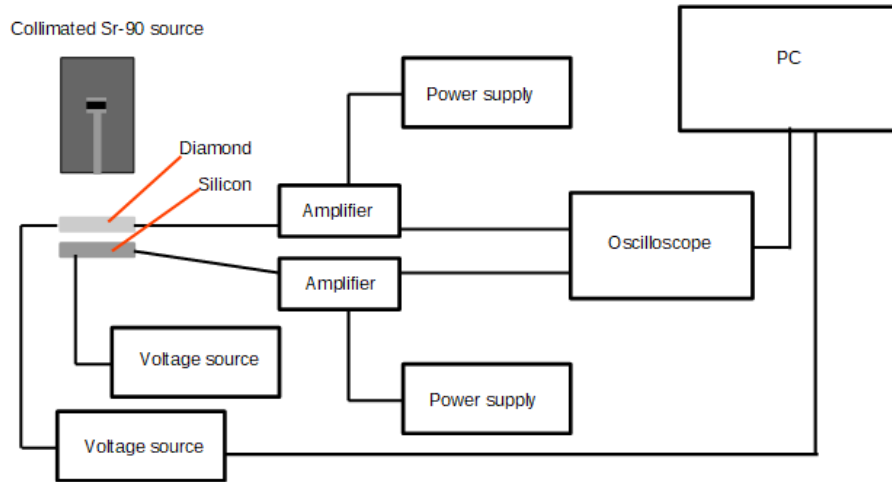 Collimated Sr-90 source
PC
Power supply
Diamond
Silicon
Amplifier
Oscilloscope
Amplifier
Voltage source
Power supply
Voltage source